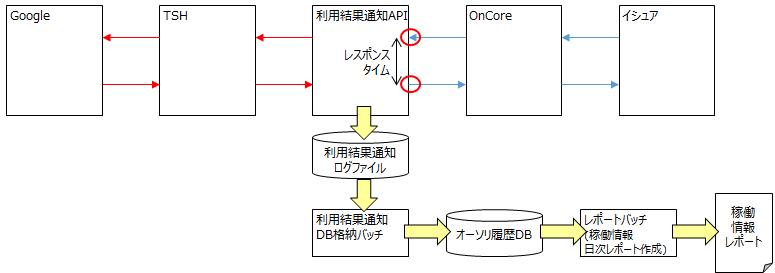 Google
TSH
利用結果通知API
OnCore
イシュア
レスポンス
タイム
利用結果通知
ログファイル
利用結果通知
DB格納バッチ
オーソリ履歴DB
レポートバッチ
(稼働情報
日次レポート作成)
稼働
情報
レポート